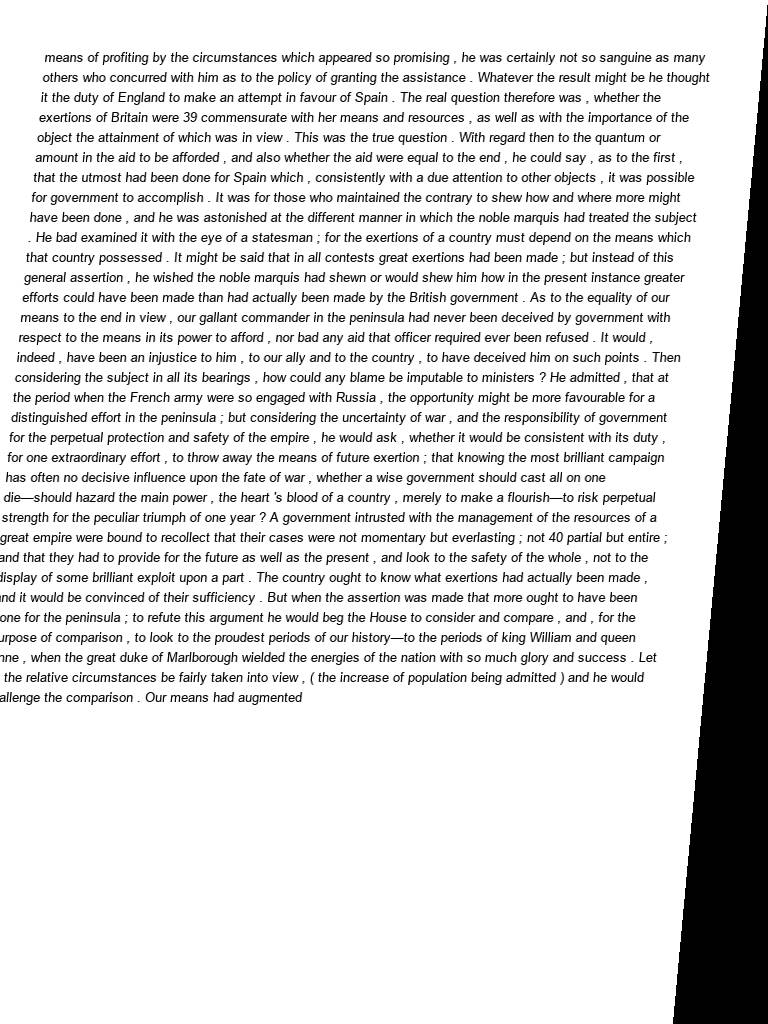 means of profiting by the circumstances which appeared so promising , he was certainly not so sanguine as many
others who concurred with him as to the policy of granting the assistance . Whatever the result might be he thought
it the duty of England to make an attempt in favour of Spain . The real question therefore was , whether the
exertions of Britain were 39 commensurate with her means and resources , as well as with the importance of the
object the attainment of which was in view . This was the true question . With regard then to the quantum or
amount in the aid to be afforded , and also whether the aid were equal to the end , he could say , as to the first ,
that the utmost had been done for Spain which , consistently with a due attention to other objects , it was possible
for government to accomplish . It was for those who maintained the contrary to shew how and where more might
have been done , and he was astonished at the different manner in which the noble marquis had treated the subject
. He bad examined it with the eye of a statesman ; for the exertions of a country must depend on the means which
that country possessed . It might be said that in all contests great exertions had been made ; but instead of this
general assertion , he wished the noble marquis had shewn or would shew him how in the present instance greater
efforts could have been made than had actually been made by the British government . As to the equality of our
means to the end in view , our gallant commander in the peninsula had never been deceived by government with
respect to the means in its power to afford , nor bad any aid that officer required ever been refused . It would ,
indeed , have been an injustice to him , to our ally and to the country , to have deceived him on such points . Then
considering the subject in all its bearings , how could any blame be imputable to ministers ? He admitted , that at
the period when the French army were so engaged with Russia , the opportunity might be more favourable for a
distinguished effort in the peninsula ; but considering the uncertainty of war , and the responsibility of government
for the perpetual protection and safety of the empire , he would ask , whether it would be consistent with its duty ,
for one extraordinary effort , to throw away the means of future exertion ; that knowing the most brilliant campaign
has often no decisive influence upon the fate of war , whether a wise government should cast all on one
die—should hazard the main power , the heart 's blood of a country , merely to make a flourish—to risk perpetual
strength for the peculiar triumph of one year ? A government intrusted with the management of the resources of a
great empire were bound to recollect that their cases were not momentary but everlasting ; not 40 partial but entire ;
and that they had to provide for the future as well as the present , and look to the safety of the whole , not to the
display of some brilliant exploit upon a part . The country ought to know what exertions had actually been made ,
and it would be convinced of their sufficiency . But when the assertion was made that more ought to have been
one for the peninsula ; to refute this argument he would beg the House to consider and compare , and , for the
urpose of comparison , to look to the proudest periods of our history—to the periods of king William and queen
nne , when the great duke of Marlborough wielded the energies of the nation with so much glory and success . Let
the relative circumstances be fairly taken into view , ( the increase of population being admitted ) and he would
allenge the comparison . Our means had augmented